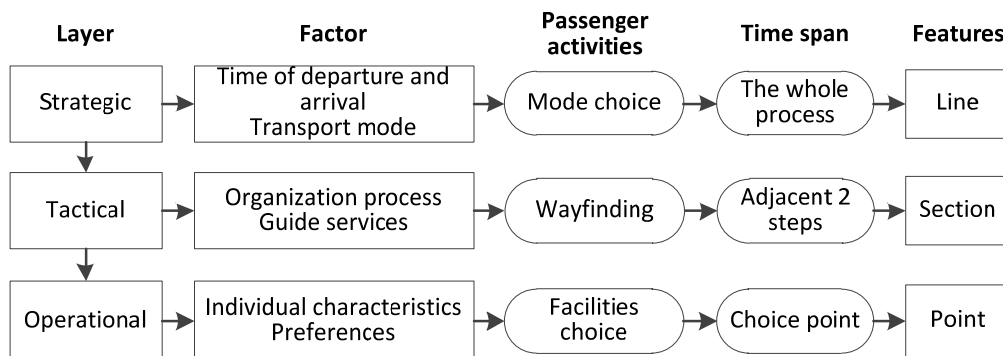 Layer Factor Passenger activities Time span Features
Strategic
Time of departure and
arrival
Transport mode
Mode choice
The whole
process
Line
Tactical
Organization process
Guide services
Wayfinding
Adjacent 2
steps
Section
Operational
Individual characteristics
Preferences
Facilities
choice
Choice point
Point